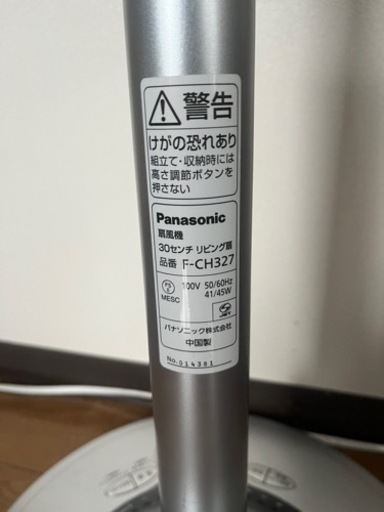 警告
けがの恐れあり
組立て・収納時には
高さ調節ボタンを
押さない
Panasonic
扇風機
30センチ リビング扇
品番 F-CH327
100V 50/60Hz
MESC 41/45W
パナソニック株式会社
中国製
No.014381